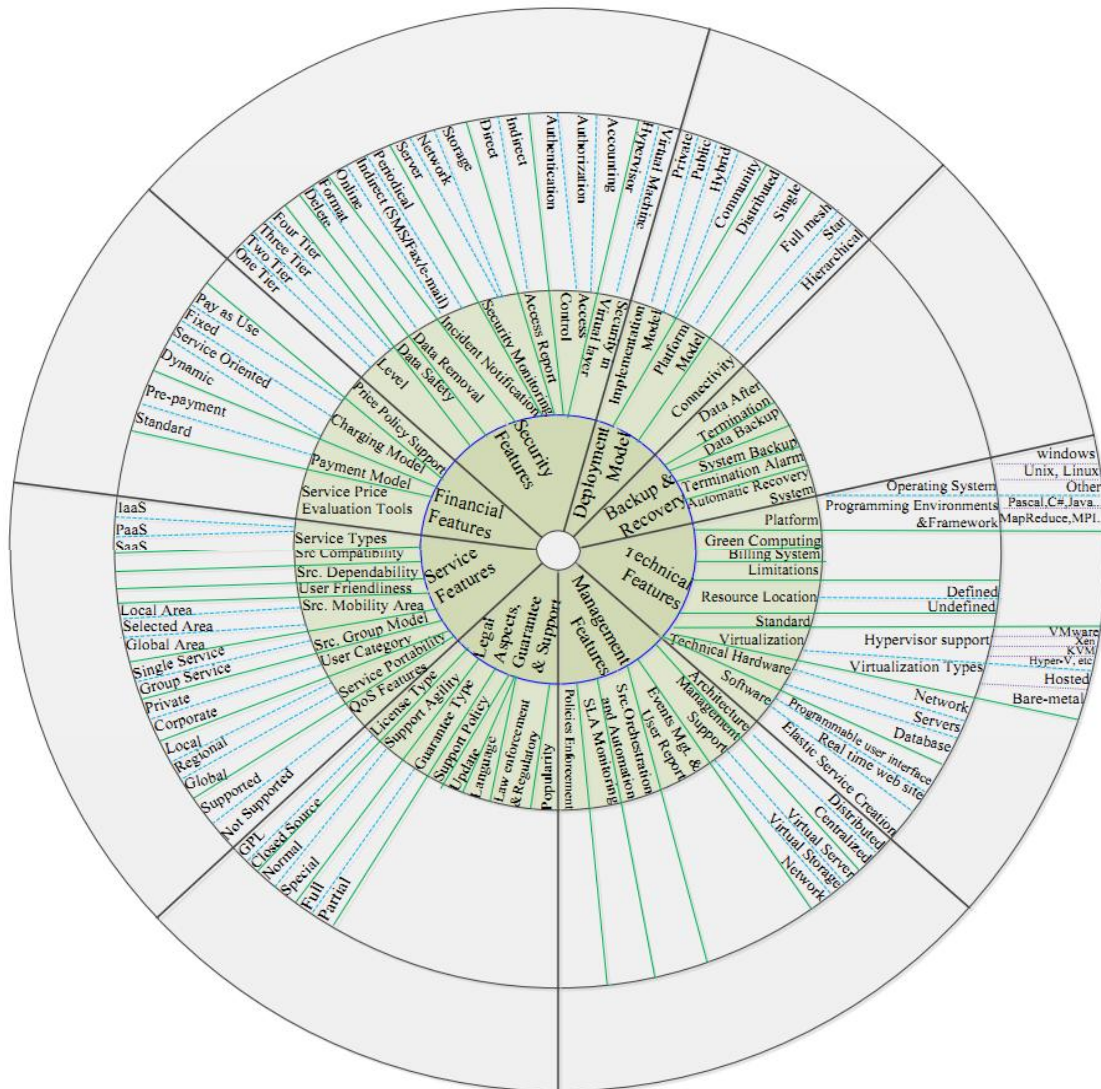 Security
Features
Deployment
Model
Backup &
Recovery
Technical
Features
Management
Features
Legal
Aspects,
Guarantee
& Support
Service
Features
Financial
Features
Level
Data Safety
Data Removal
Incident Notification
Security Monitoring
Access Report
Access
Control
Security in
Virtual layer
One Tier
Two Tier
Three Tier
Four Tier
Delete
Format
Online
Indirect (SMS/Fax/e-mail)
Periodical
Server
Network
Storage
Direct
Indirect
Authentication
Authorization
Accounting
Hypervisor
Virtual Machine
Implementation
Model
Platform
Model
Connectivity
Private
Public
Hybrid
Community
Distributed
Single
Full mesh
Star
Hierarchical
Data After
Termination
Data Backup
System Backup
Termination Alarm
Automatic Recovery
System
Platform
Green Computing
Billing System
Limitations
Resource Location
Standard
Virtualization
Technical Hardware
Software
Operating System
Programming Environments
&Framework
Defined
Undefined
Hypervisor support
Virtualization Types
Network
Servers
Database
Programmable user interface
Real time web site
Elastic Service Creation
windows
Unix, Linux
Other
Pascal,C#,Java..
MapReduce,MPI..
VMware
Xen
KVM
Hyper-V, etc
Hosted
Bare-metal
Architecture
Management
Support
Events Mgt. &
User Report
Src.Orchestration
and Automation
SLA Monitoring
Policies Enforcement
Distributed
Centralized
Virtual Server
Virtual Storage
Network
Popularity
Law enforcement
& Regulatory
Language
Update
Support Policy
Guarantee Type
Support Agility
License Type
Partial
Full
Special
Normal
Closed Source
GPL
QoS Features
Service Portability
User Category
Src. Group Model
Src. Mobility Area
User Friendliness
Src. Dependability
Src Compatibility
Service Types
Not Supported
Supported
Global
Regional
Local
Corporate
Private
Group Service
Single Service
Global Area
Selected Area
Local Area
SaaS
PaaS
IaaS
Service Price
Evaluation Tools
Payment Model
Charging Model
Price Policy Support
Standard
Pre-payment
Dynamic
Service Oriented
Fixed
Pay as Use